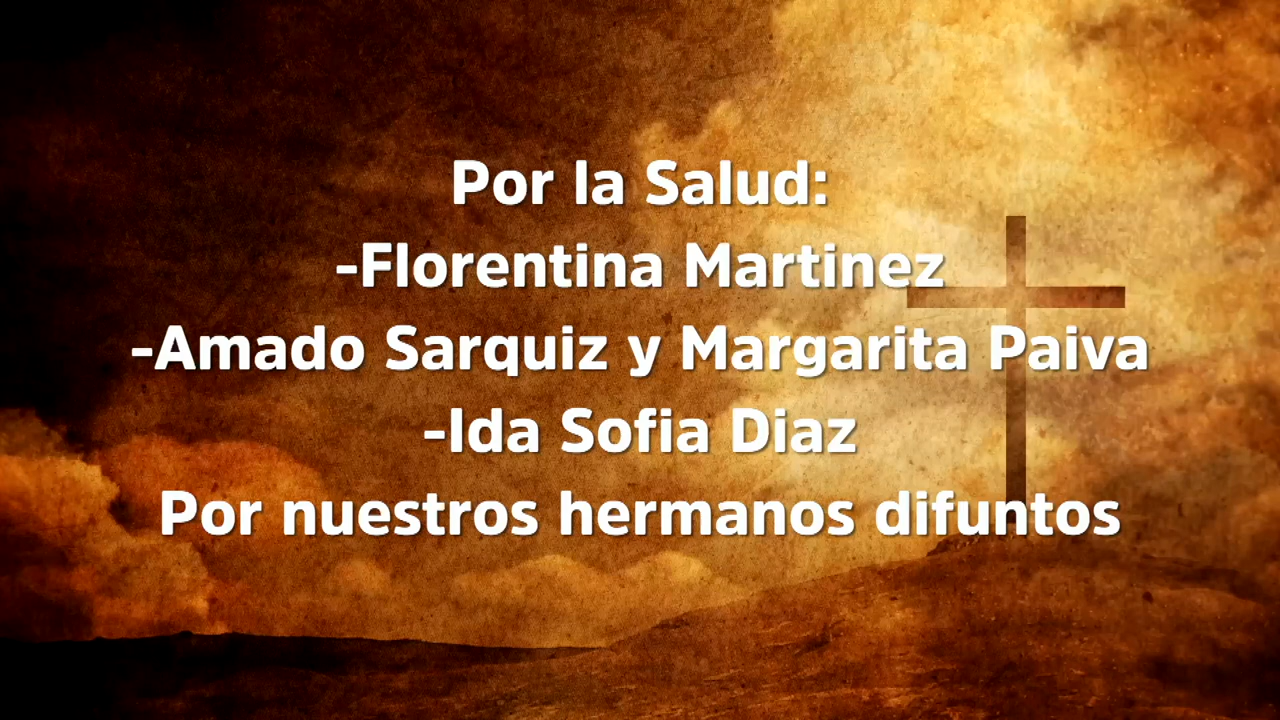 Por la Salud:
-Florentina Martinez
-Amado Sarquiz y Margarita Paiva
-Ida Sofia Diaz
Por nuestros hermanos difuntos